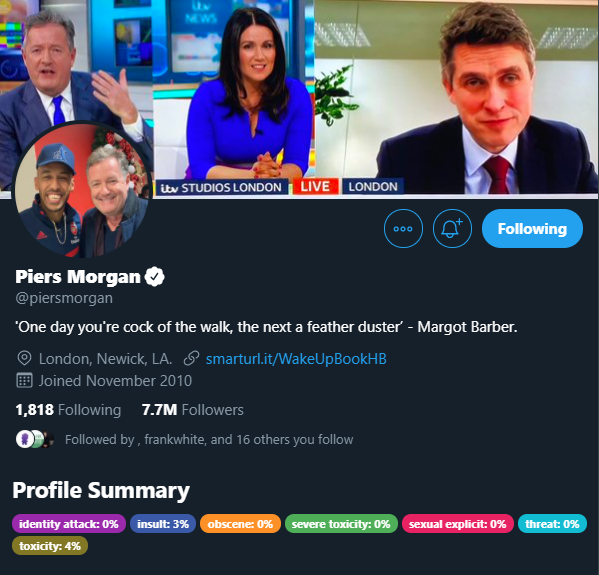 itv NEWS
itv STUDIOS LONDON LIVE LONDON
Following
Piers Morgan
@piersmorgan
'One day you're cock of the walk, the next a feather duster’ - Margot Barber.
London, Newick, LA. smarturl.it/WakeUpBookHB
Joined November 2010
1,818 Following 7.7M Followers
Followed by , frankwhite, and 16 others you follow
Profile Summary
identity attack: 0% insult: 3% obscene: 0% severe toxicity: 0% sexual explicit: 0% threat: 0%
toxicity: 4%